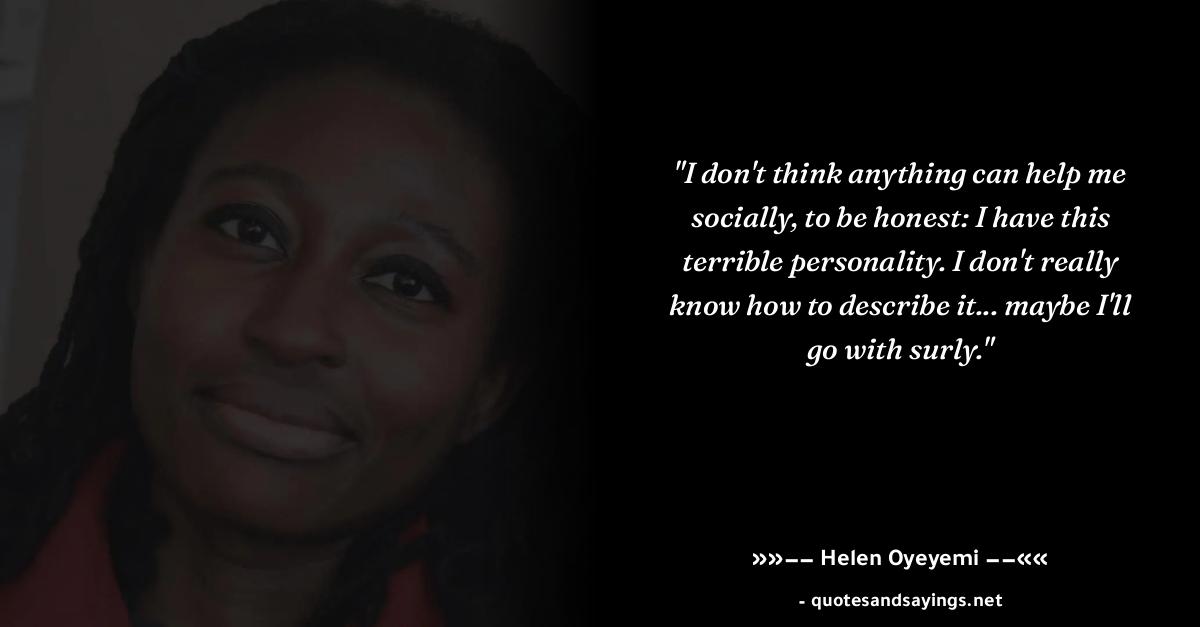 "I don't think anything can help me
socially, to be honest: I have this
terrible personality. I don't really
know how to describe it... maybe I'll
go with surly."
»»−− Helen Oyeyemi −−««
- quotesandsayings.net